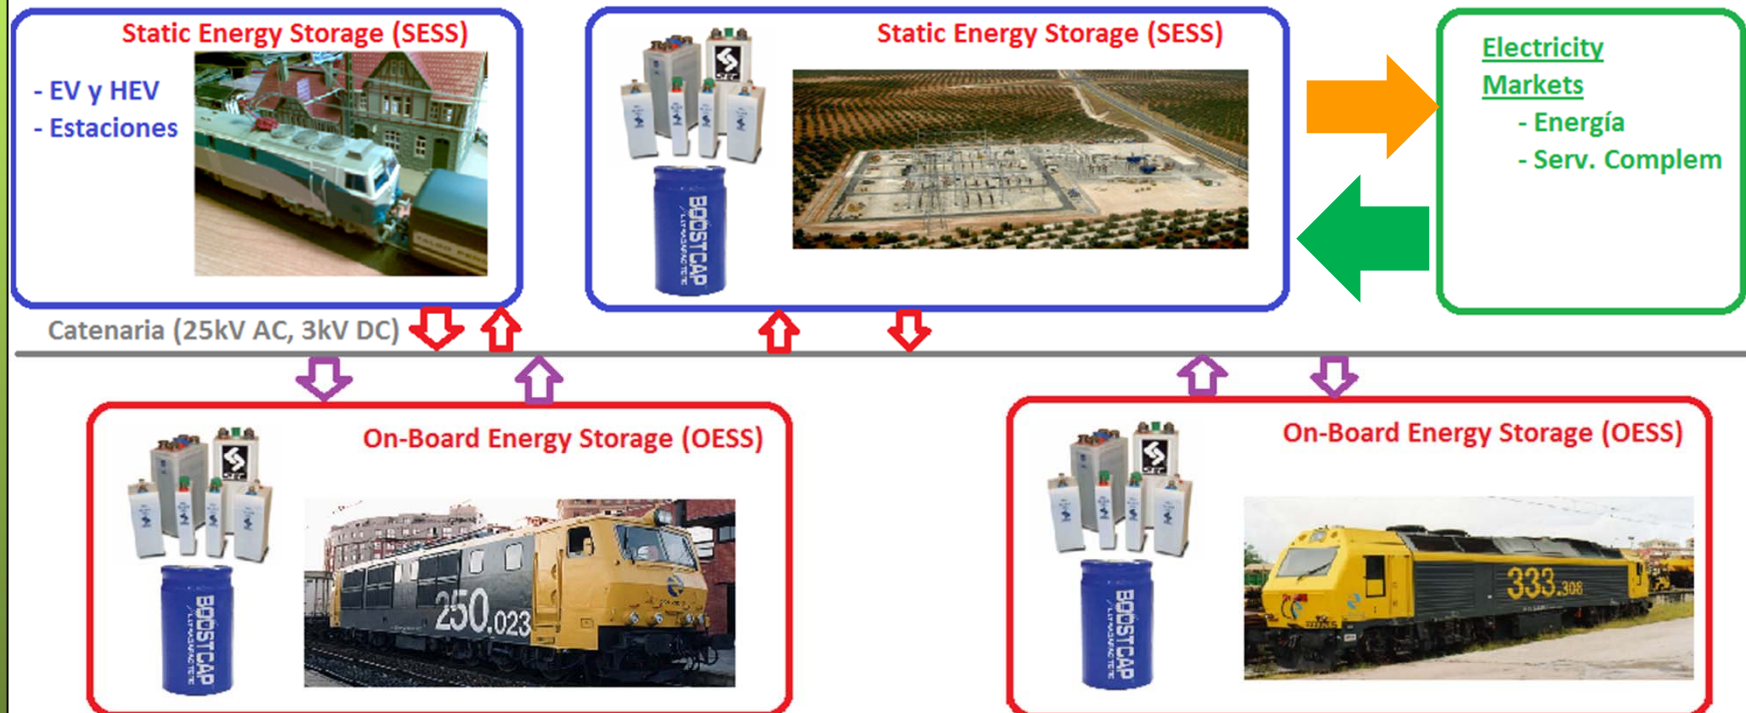 Static Energy Storage (SESS)
- EV y HEV
- Estaciones
Static Energy Storage (SESS)
BOOSTCAP
Electricity
Markets
- Energía
- Serv. Complem
Catenaria (25kV AC, 3kV DC)
On-Board Energy Storage (OESS)
BOOSTCAP
250.023
On-Board Energy Storage (OESS)
BOOSTCAP
333.308